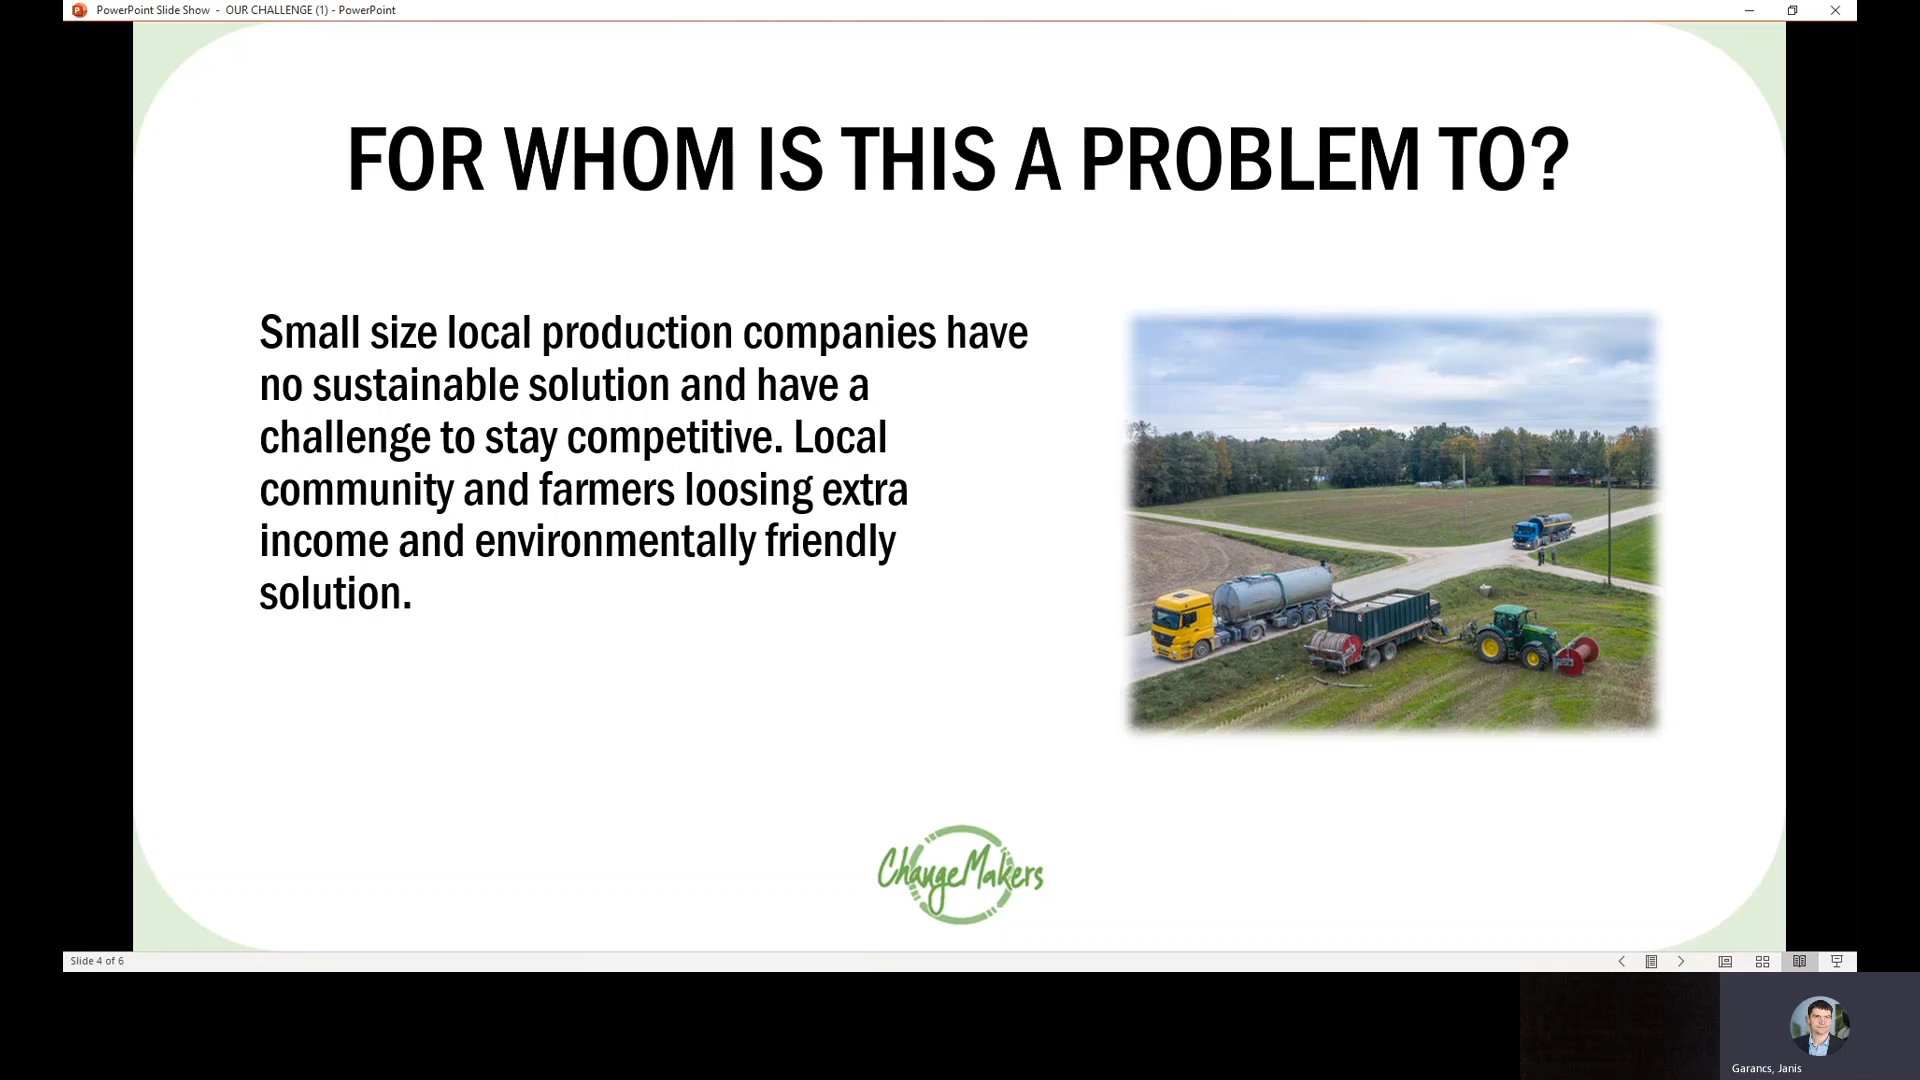 PowerPoint Slide Show - OUR CHALLENGE (1) - PowerPoint
FOR WHOM IS THIS A PROBLEM TO?
Small size local production companies have
no sustainable solution and have a
challenge to stay competitive. Local
community and farmers loosing extra
income and environmentally friendly
solution.
ChangeMakers
Slide 4 of 6
Garancs, Janis